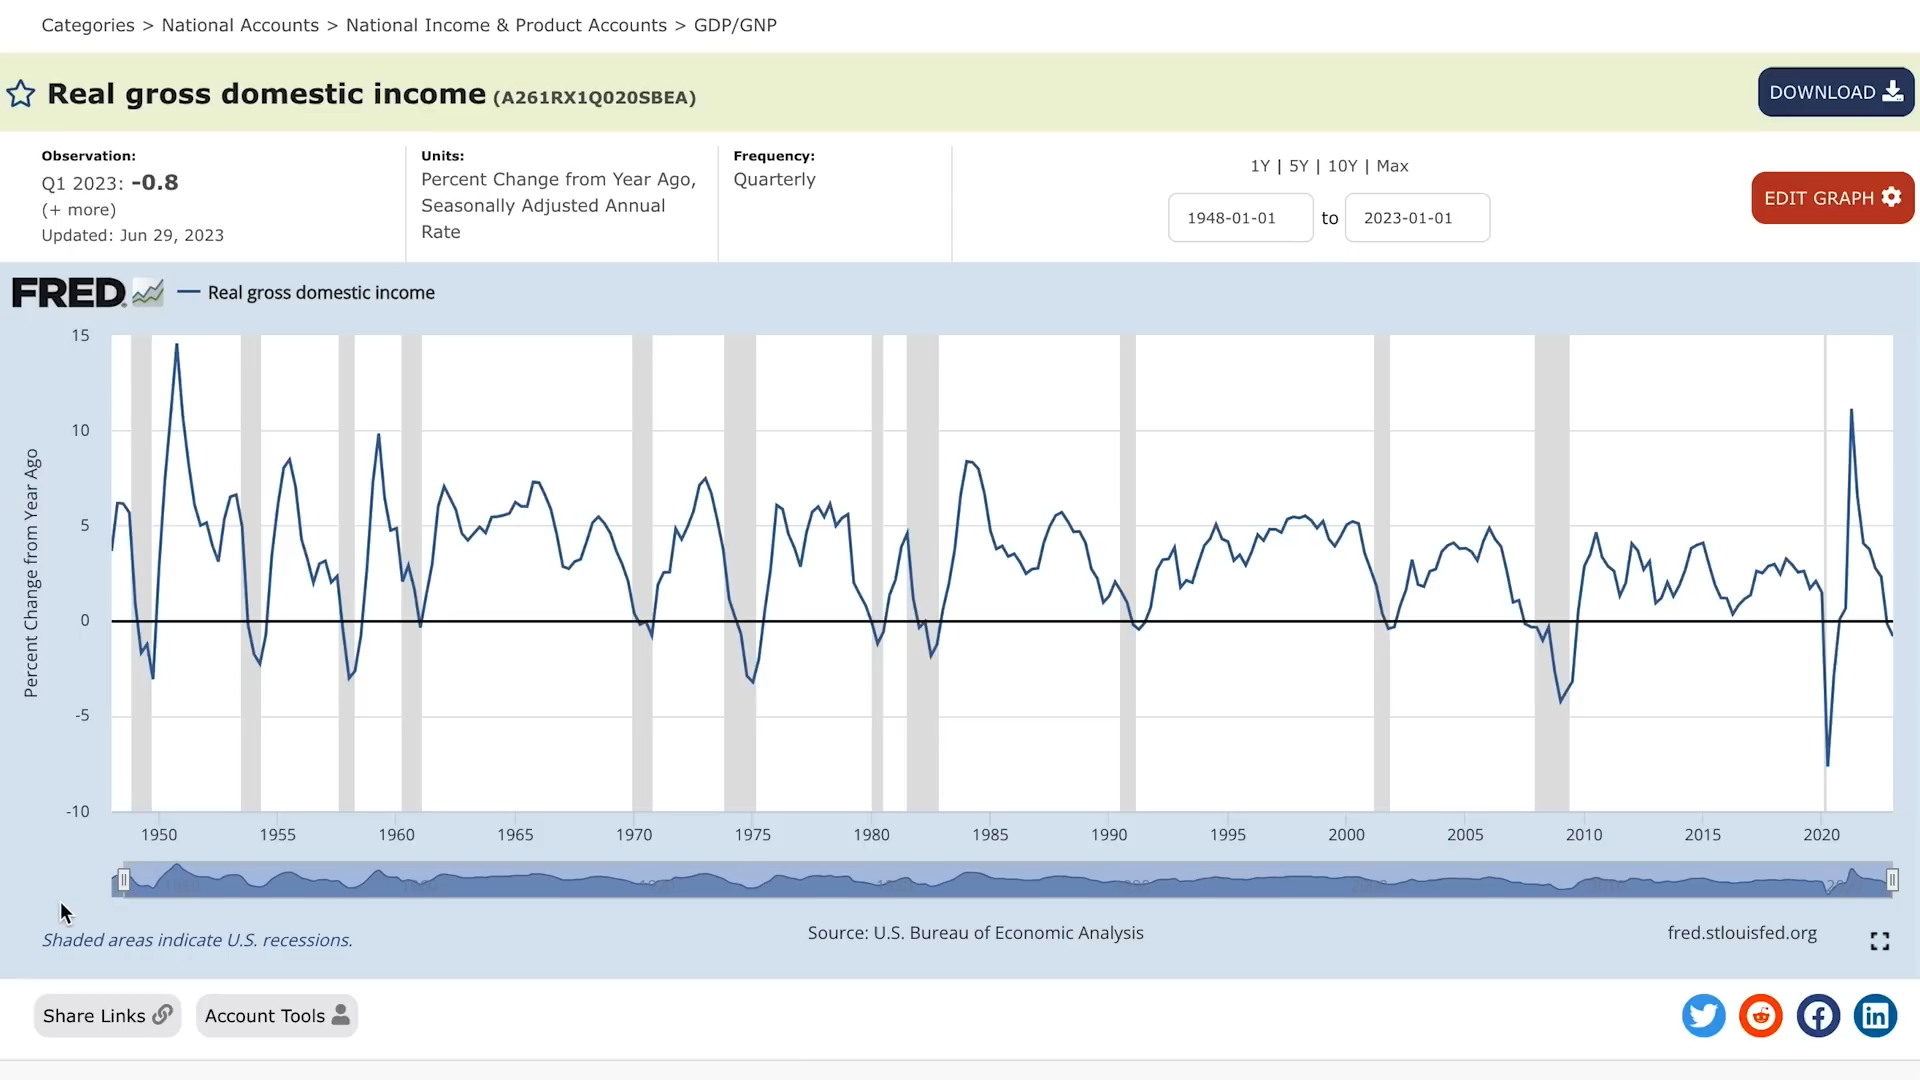 Categories > National Accounts > National Income & Product Accounts > GDP/GNP
Real gross domestic income (A261RX1Q020SBEA)
DOWNLOAD
Observation:
Q1 2023: -0.8
(+ more)
Updated: Jun 29, 2023
Units:
Percent Change from Year Ago,
Seasonally Adjusted Annual
Rate
Frequency:
Quarterly
1Y | 5Y | 10Y | Max
1948-01-01 to 2023-01-01
EDIT GRAPH
FRED
Real gross domestic income
Percent Change from Year Ago
15
10
5
0
-5
-10
1950 1955 1960 1965 1970 1975 1980 1985 1990 1995 2000 2005 2010 2015 2020
Shaded areas indicate U.S. recessions.
Source: U.S. Bureau of Economic Analysis
fred.stlouisfed.org
Share Links
Account Tools